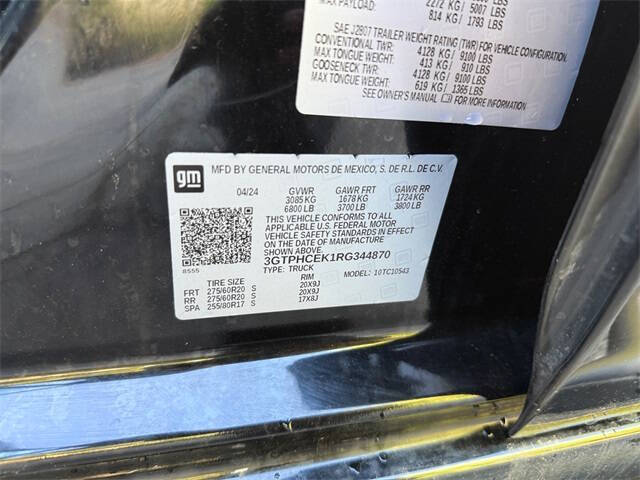 2272 KG/ 5007 LBS
MAX PAYLOAD: 814 KG / 1793 LBS
SAE J2807 TRAILER WEIGHT RATING (TWR) FOR VEHICLE CONFIGURATION.
CONVENTIONAL TWR: 4128 KG/ 9100 LBS
MAX TONGUE WEIGHT: 413 KG/ 910 LBS
GOOSENECK TWR: 4128 KG / 9100 LBS
MAX TONGUE WEIGHT: 619 KG/ 1365 LBS
SEE OWNER'S MANUAL FOR MORE INFORMATION
gm
MFD BY GENERAL MOTORS DE MEXICO, S. DE R.L. DE C.V.
04/24 GVWR GAWR FRT GAWR RR
3085 KG 1678 KG 1724 KG
6800 LB 3700 LB 3800 LB
THIS VEHICLE CONFORMS TO ALL
APPLICABLE U.S. FEDERAL MOTOR
VEHICLE SAFETY STANDARDS IN EFFECT
ON THE DATE OF MANUFACTURE SHOWN ABOVE.
3GTPHCEK1RG344870
8555 TYPE: TRUCK MODEL: 10TC10543
TIRE SIZE RIM
FRT 275/60R20 S 20X9J
RR 275/60R20 S 20X9J
SPA 255/80R17 S 17X8J